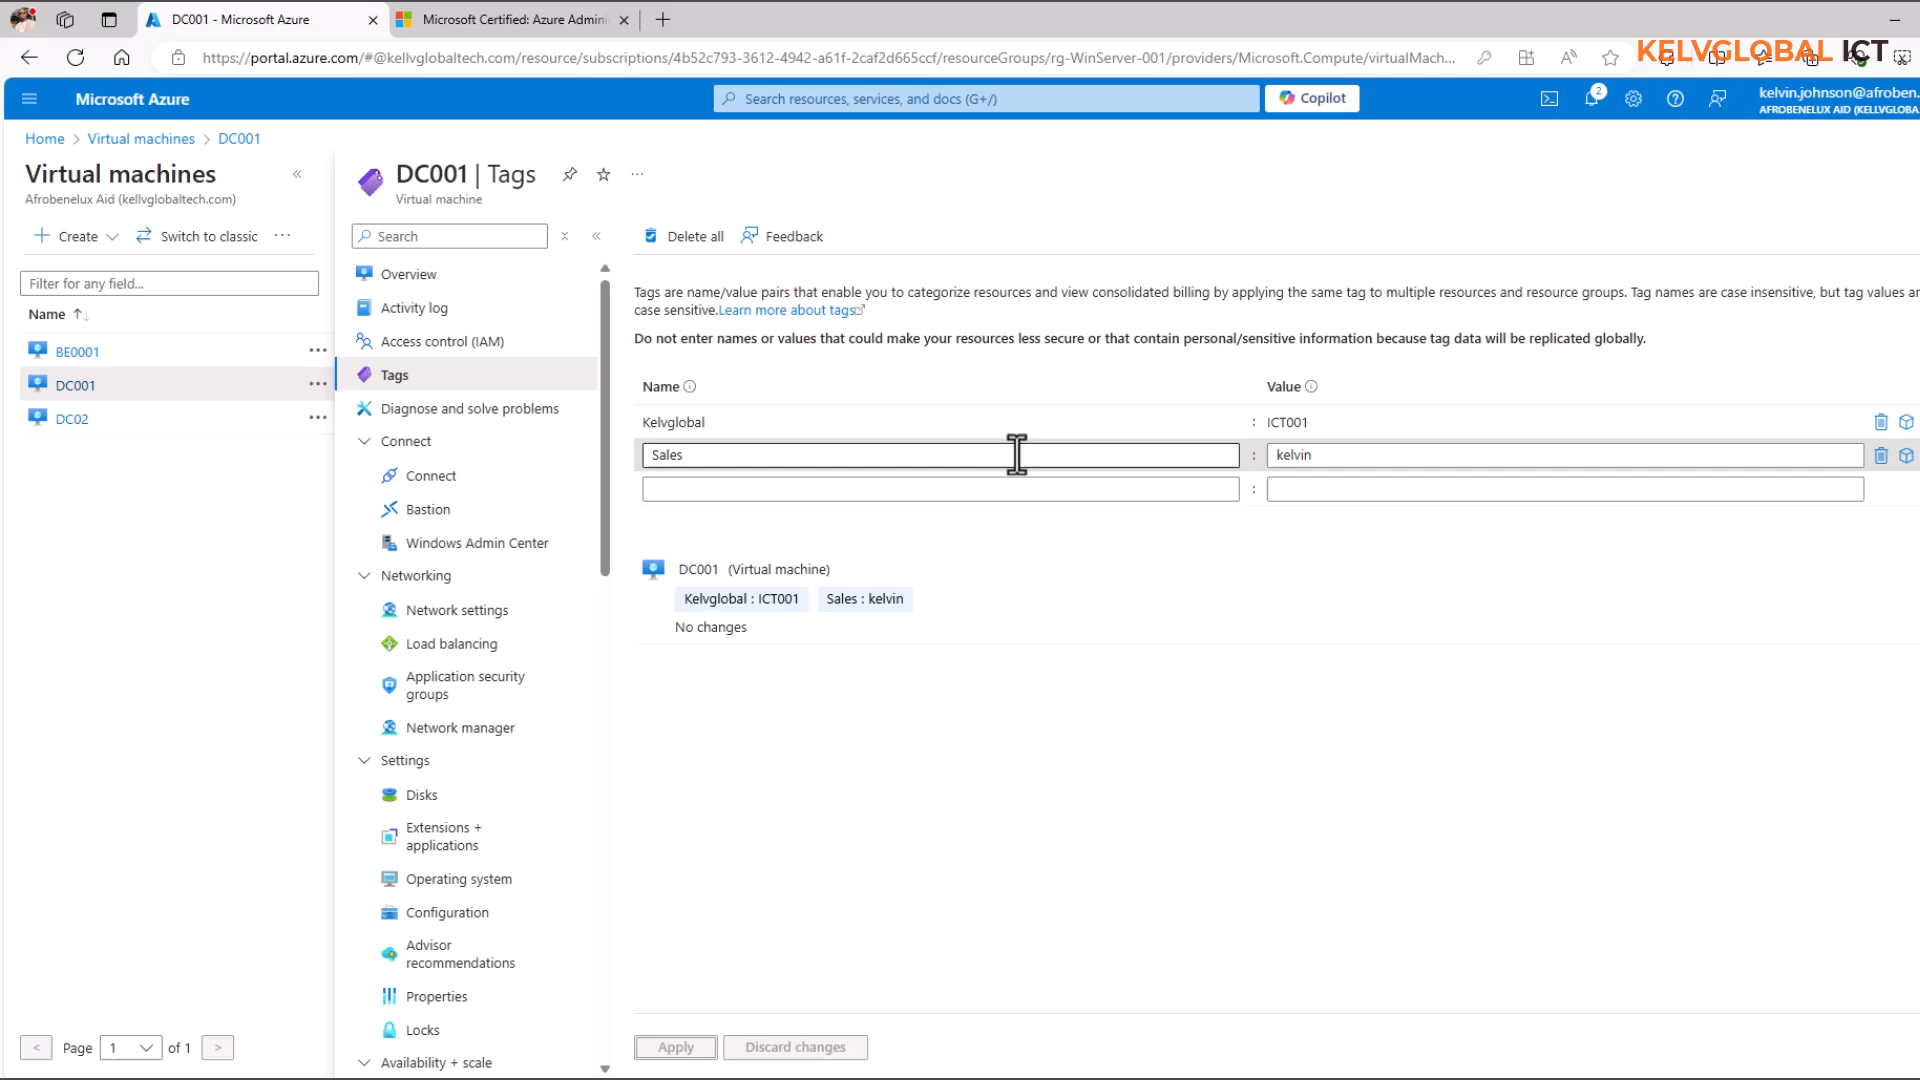 DC001 - Microsoft Azure
Microsoft Certified: Azure Admini
https://portal.azure.com/#@kellvglobaltech.com/resource/subscriptions/4b52c793-3612-4942-a61f-2caf2d665ccf/resourceGroups/rg-WinServer-001/providers/Microsoft.Compute/virtualMach...
KELVGLOBAL ICT
Microsoft Azure
Search resources, services, and docs (G+/)
Copilot
2
kelvin.johnson@afroben.
AFROBENELUX AID (KELLVGLOBA
Home > Virtual machines > DC001
Virtual machines
Afrobenelux Aid (kellvglobaltech.com)
Create
Switch to classic
Filter for any field...
Name
BE0001
DC001
DC02
< Page 1 of 1 >
DC001 | Tags
Virtual machine
Search
Overview
Activity log
Access control (IAM)
Tags
Diagnose and solve problems
Connect
Connect
Bastion
Windows Admin Center
Networking
Network settings
Load balancing
Application security
groups
Network manager
Settings
Disks
Extensions +
applications
Operating system
Configuration
Advisor
recommendations
Properties
Locks
Availability + scale
Delete all
Feedback
Tags are name/value pairs that enable you to categorize resources and view consolidated billing by applying the same tag to multiple resources and resource groups. Tag names are case insensitive, but tag values ar
case sensitive.Learn more about tags
Do not enter names or values that could make your resources less secure or that contain personal/sensitive information because tag data will be replicated globally.
Name Value
Kelvglobal : ICT001
Sales : kelvin
:
DC001 (Virtual machine)
Kelvglobal : ICT001 Sales : kelvin
No changes
Apply
Discard changes